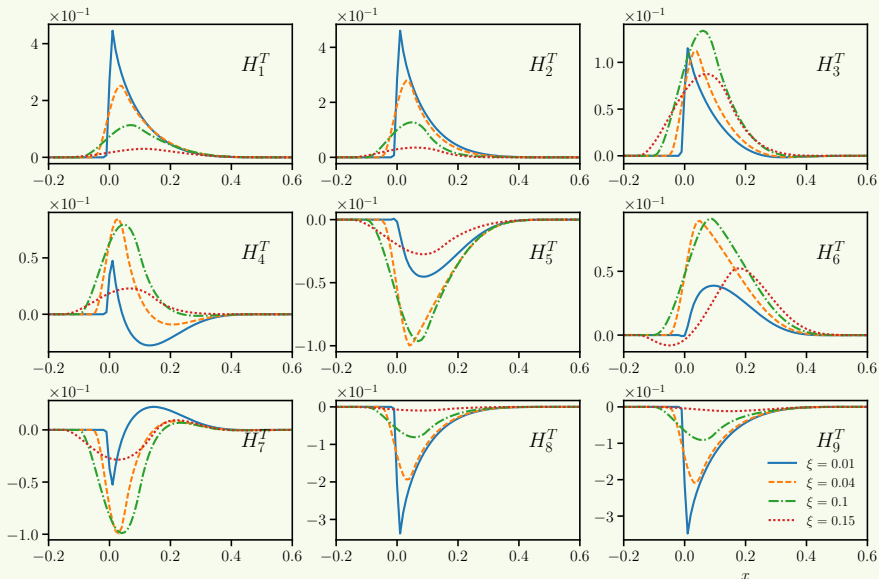 ×10⁻¹ ×10⁻¹ ×10⁻¹
4 4 1.0
H₁ᵀ H₂ᵀ H₃ᵀ
2 2 0.5
0 0 0.0
−0.2 0.0 0.2 0.4 0.6 −0.2 0.0 0.2 0.4 0.6 −0.2 0.0 0.2 0.4 0.6
×10⁻¹ ×10⁻¹ ×10⁻¹
0.0
H₄ᵀ H₅ᵀ H₆ᵀ
0.5 −0.5 0.5
0.0 −1.0 0.0
−0.2 0.0 0.2 0.4 0.6 −0.2 0.0 0.2 0.4 0.6 −0.2 0.0 0.2 0.4 0.6
×10⁻¹ ×10⁻¹ ×10⁻¹
0.0 0 0
H₇ᵀ H₈ᵀ H₉ᵀ
−0.5 −1 −1
−1.0 −2 −2
−3 −3
ξ = 0.01
ξ = 0.04
ξ = 0.1
ξ = 0.15
−0.2 0.0 0.2 0.4 0.6 −0.2 0.0 0.2 0.4 0.6 −0.2 0.0 0.2 0.4 0.6
x